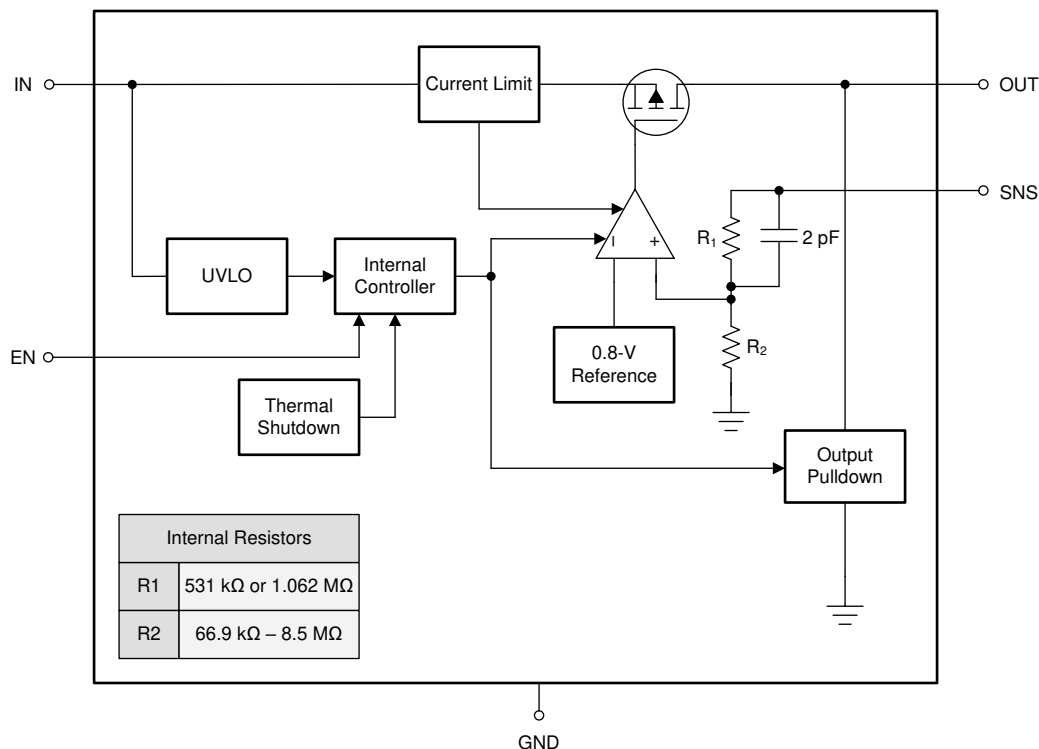 IN
Current Limit
OUT
SNS
R1
2 pF
UVLO
Internal
Controller
– +
EN
0.8-V
Reference
R2
Thermal
Shutdown
Output
Pulldown
Internal Resistors
R1 531 kΩ or 1.062 MΩ
R2 66.9 kΩ – 8.5 MΩ
GND